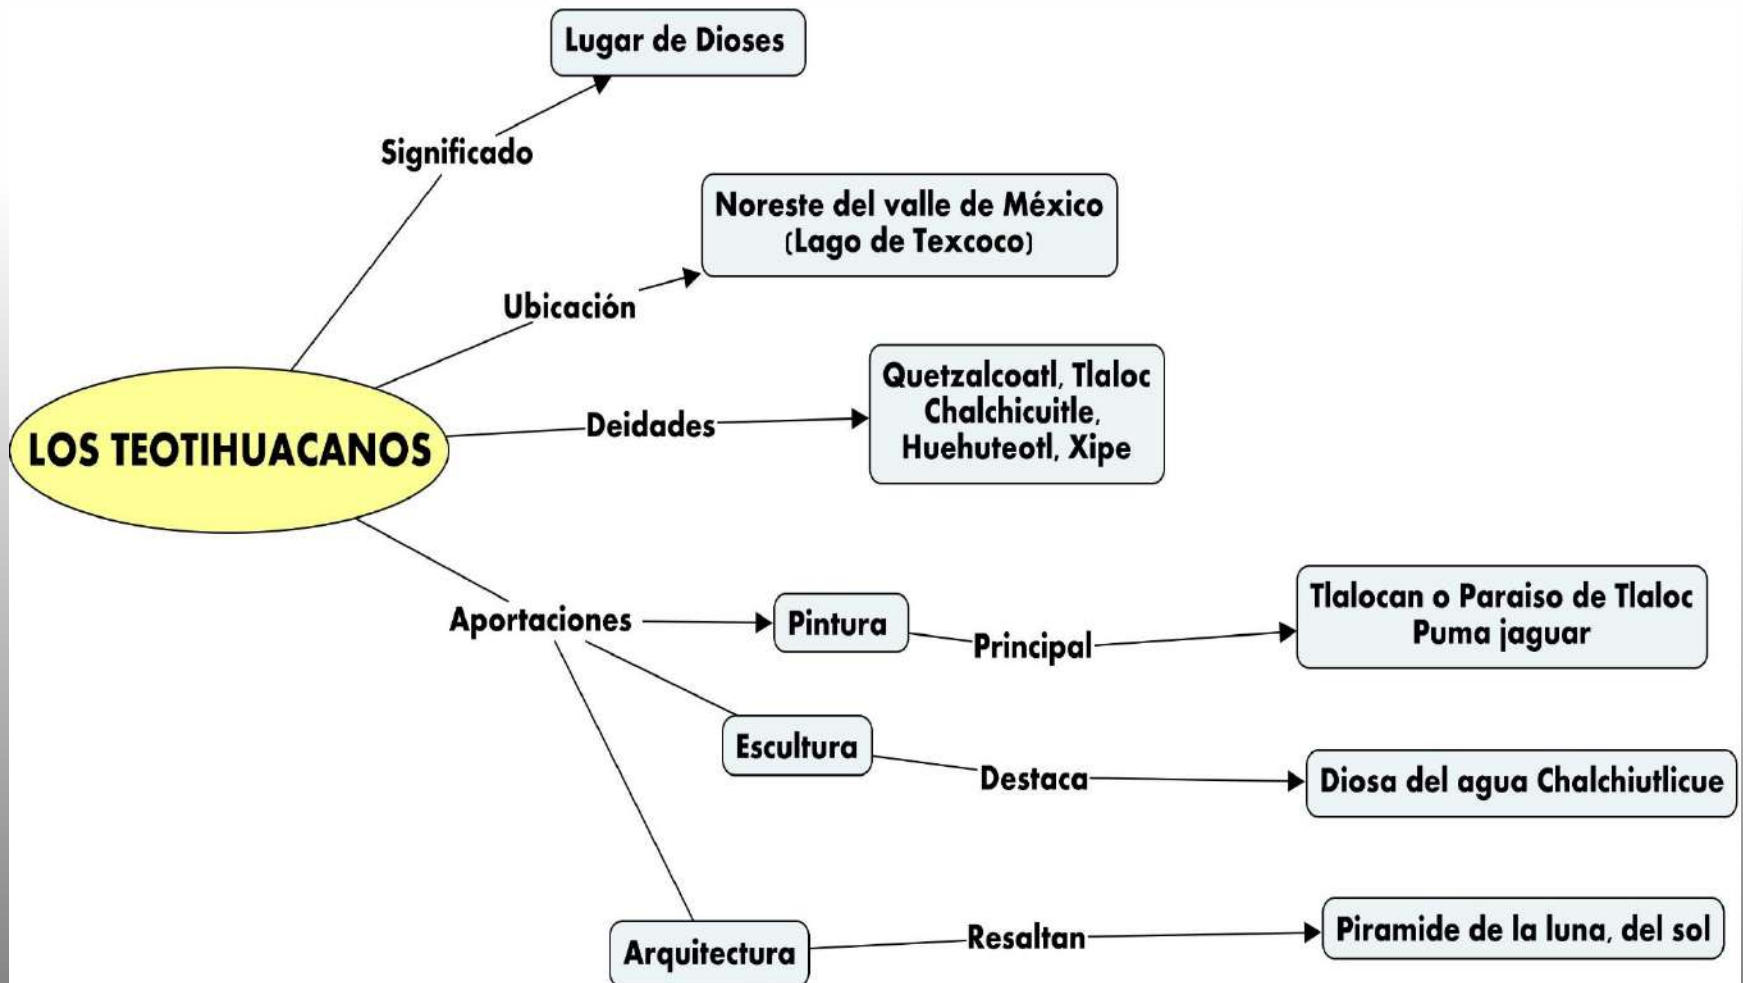 Lugar de Dioses
Significado
Noreste del valle de México
(Lago de Texcoco)
Ubicación
Quetzalcoatl, Tlaloc
Chalchicuitle,
Huehuteotl, Xipe
Deidades
LOS TEOTIHUACANOS
Aportaciones
Pintura
Principal
Tlalocan o Paraiso de Tlaloc
Puma jaguar
Escultura
Destaca
Diosa del agua Chalchiutlicue
Arquitectura
Resaltan
Piramide de la luna, del sol